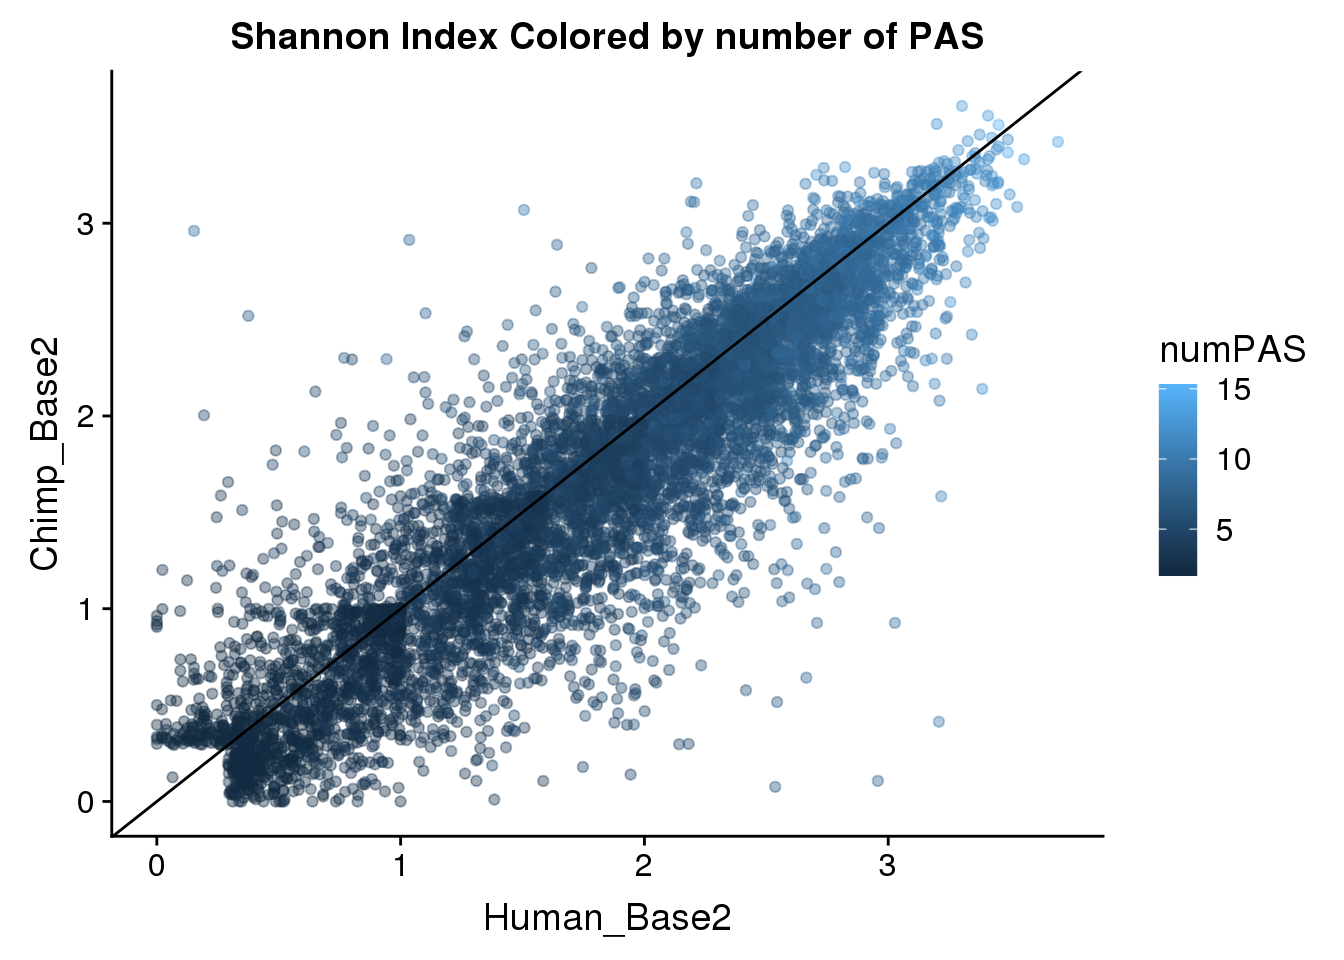 Shannon Index Colored by number of PAS
Chimp_Base2
3
2
1
0
0 1 2 3
Human_Base2
numPAS
15
10
5